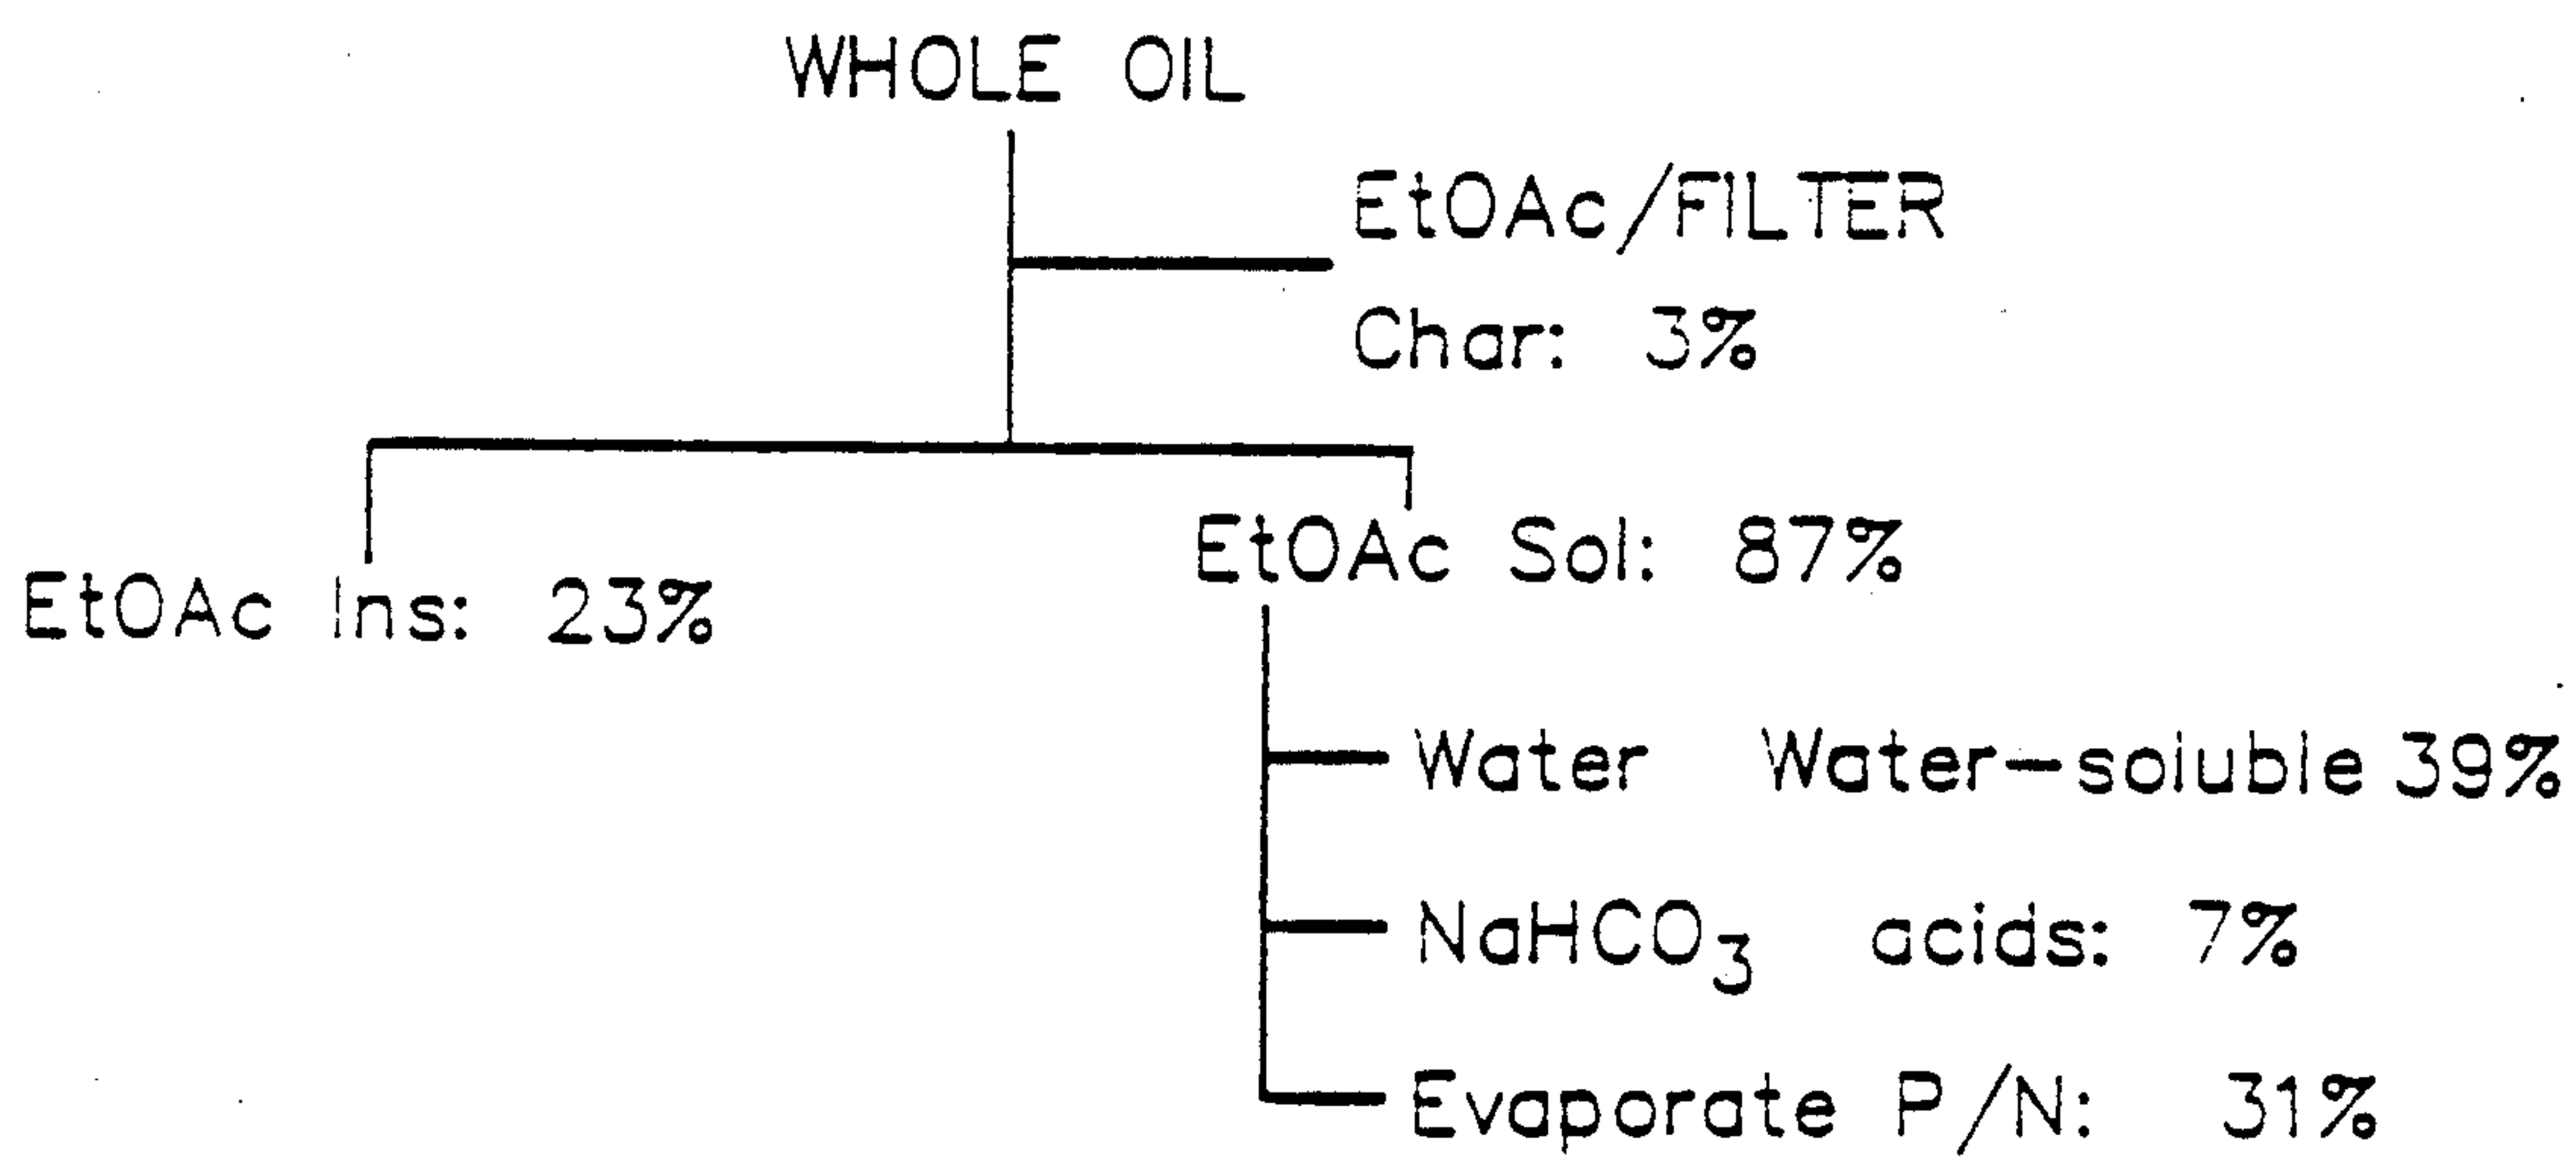 WHOLE OIL
EtOAc/FILTER
Char: 3%
EtOAc Ins: 23%
EtOAc Sol: 87%
Water Water-soluble 39%
NaHCO₃ acids: 7%
Evaporate P/N: 31%